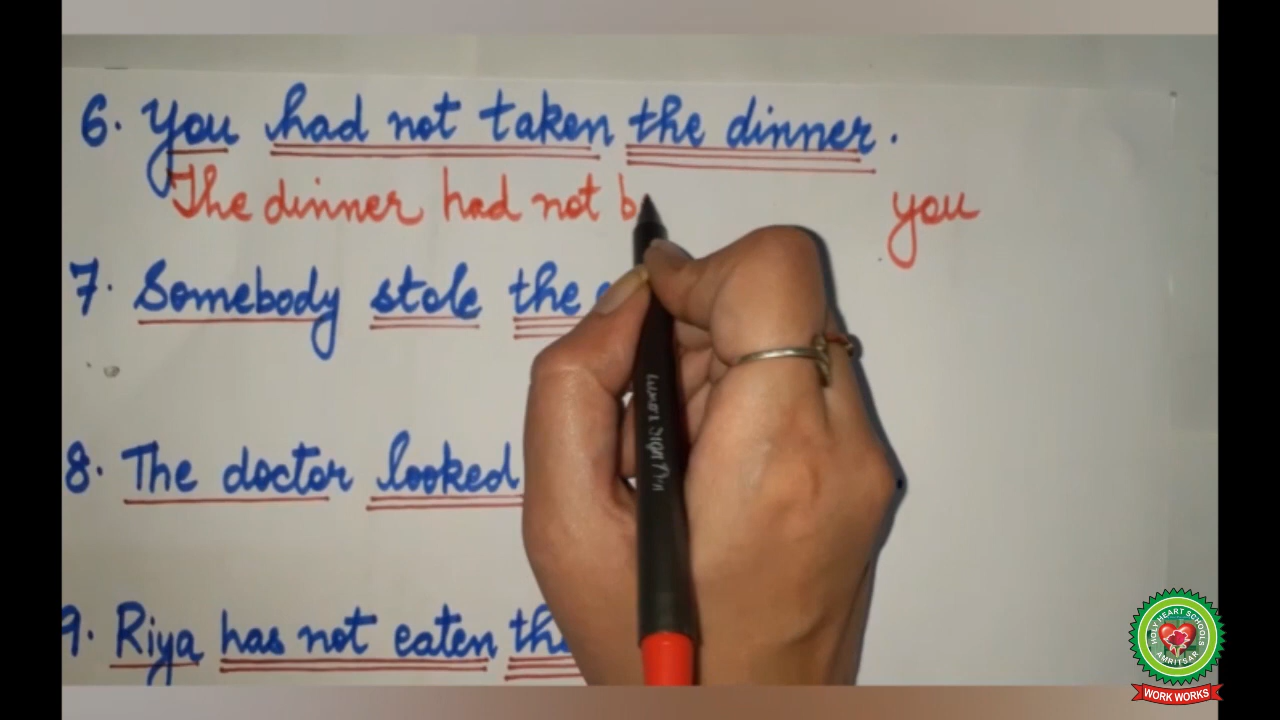 6. You had not taken the dinner.
The dinner had not b you
7. Somebody stole the
8. The doctor looked
9. Riya has not eaten the
HOLY HEART SCHOOLS
AMRITSAR
WORK WORKS